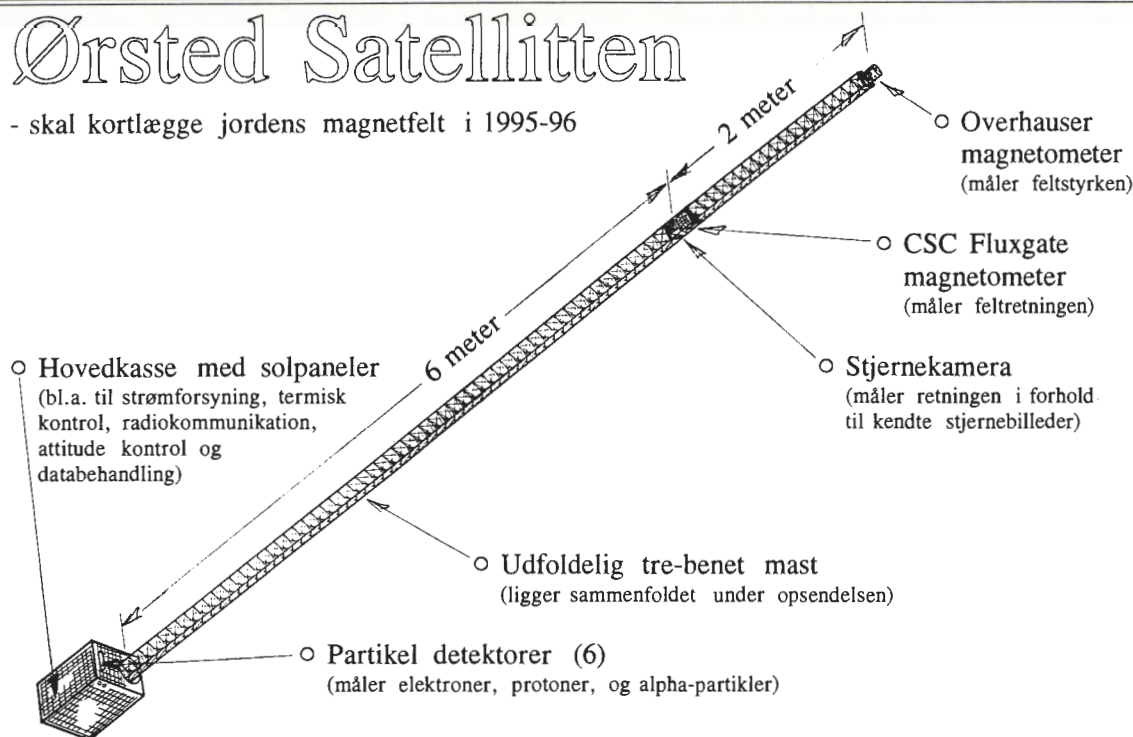 Ørsted Satellitten
- skal kortlægge jordens magnetfelt i 1995-96
2 meter
Overhauser
magnetometer
(måler feltstyrken)
CSC Fluxgate
magnetometer
(måler feltretningen)
6 meter
Hovedkasse med solpaneler
(bl.a. til strømforsyning, termisk
kontrol, radiokommunikation,
attitude kontrol og
databehandling)
Stjernekamera
(måler retningen i forhold
til kendte stjernebilleder)
Udfoldelig tre-benet mast
(ligger sammenfoldet under opsendelsen)
Partikel detektorer (6)
(måler elektroner, protoner, og alpha-partikler)